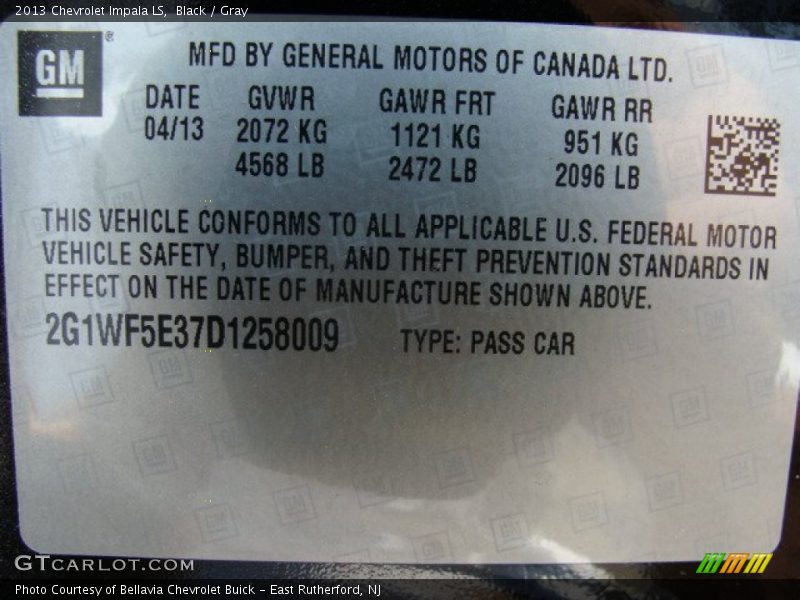 2013 Chevrolet Impala LS, Black / Gray
GM®
MFD BY GENERAL MOTORS OF CANADA LTD.
DATE GVWR GAWR FRT GAWR RR
04/13 2072 KG 1121 KG 951 KG
4568 LB 2472 LB 2096 LB
THIS VEHICLE CONFORMS TO ALL APPLICABLE U.S. FEDERAL MOTOR
VEHICLE SAFETY, BUMPER, AND THEFT PREVENTION STANDARDS IN
EFFECT ON THE DATE OF MANUFACTURE SHOWN ABOVE.
2G1WF5E37D1258009 TYPE: PASS CAR
GTCARLOT.COM
Photo Courtesy of Bellavia Chevrolet Buick - East Rutherford, NJ